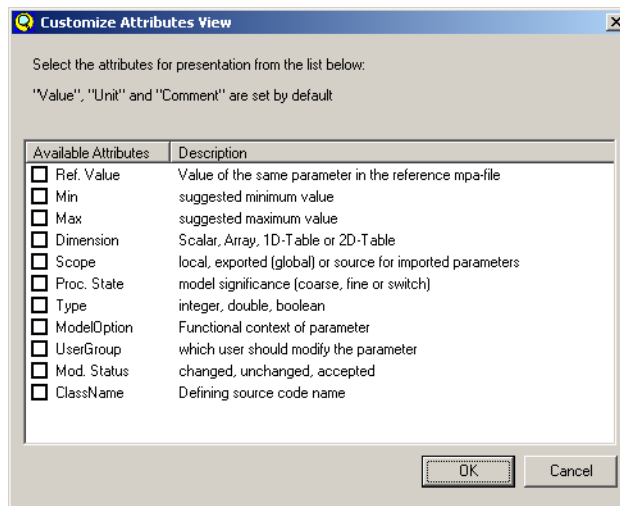 Customize Attributes View
Select the attributes for presentation from the list below:
"Value", "Unit" and "Comment" are set by default
Available Attributes Description
Ref. Value Value of the same parameter in the reference mpa-file
Min suggested minimum value
Max suggested maximum value
Dimension Scalar, Array, 1D-Table or 2D-Table
Scope local, exported (global) or source for imported parameters
Proc. State model significance (coarse, fine or switch)
Type integer, double, boolean
ModelOption Functional context of parameter
UserGroup which user should modify the parameter
Mod. Status changed, unchanged, accepted
ClassName Defining source code name
OK Cancel